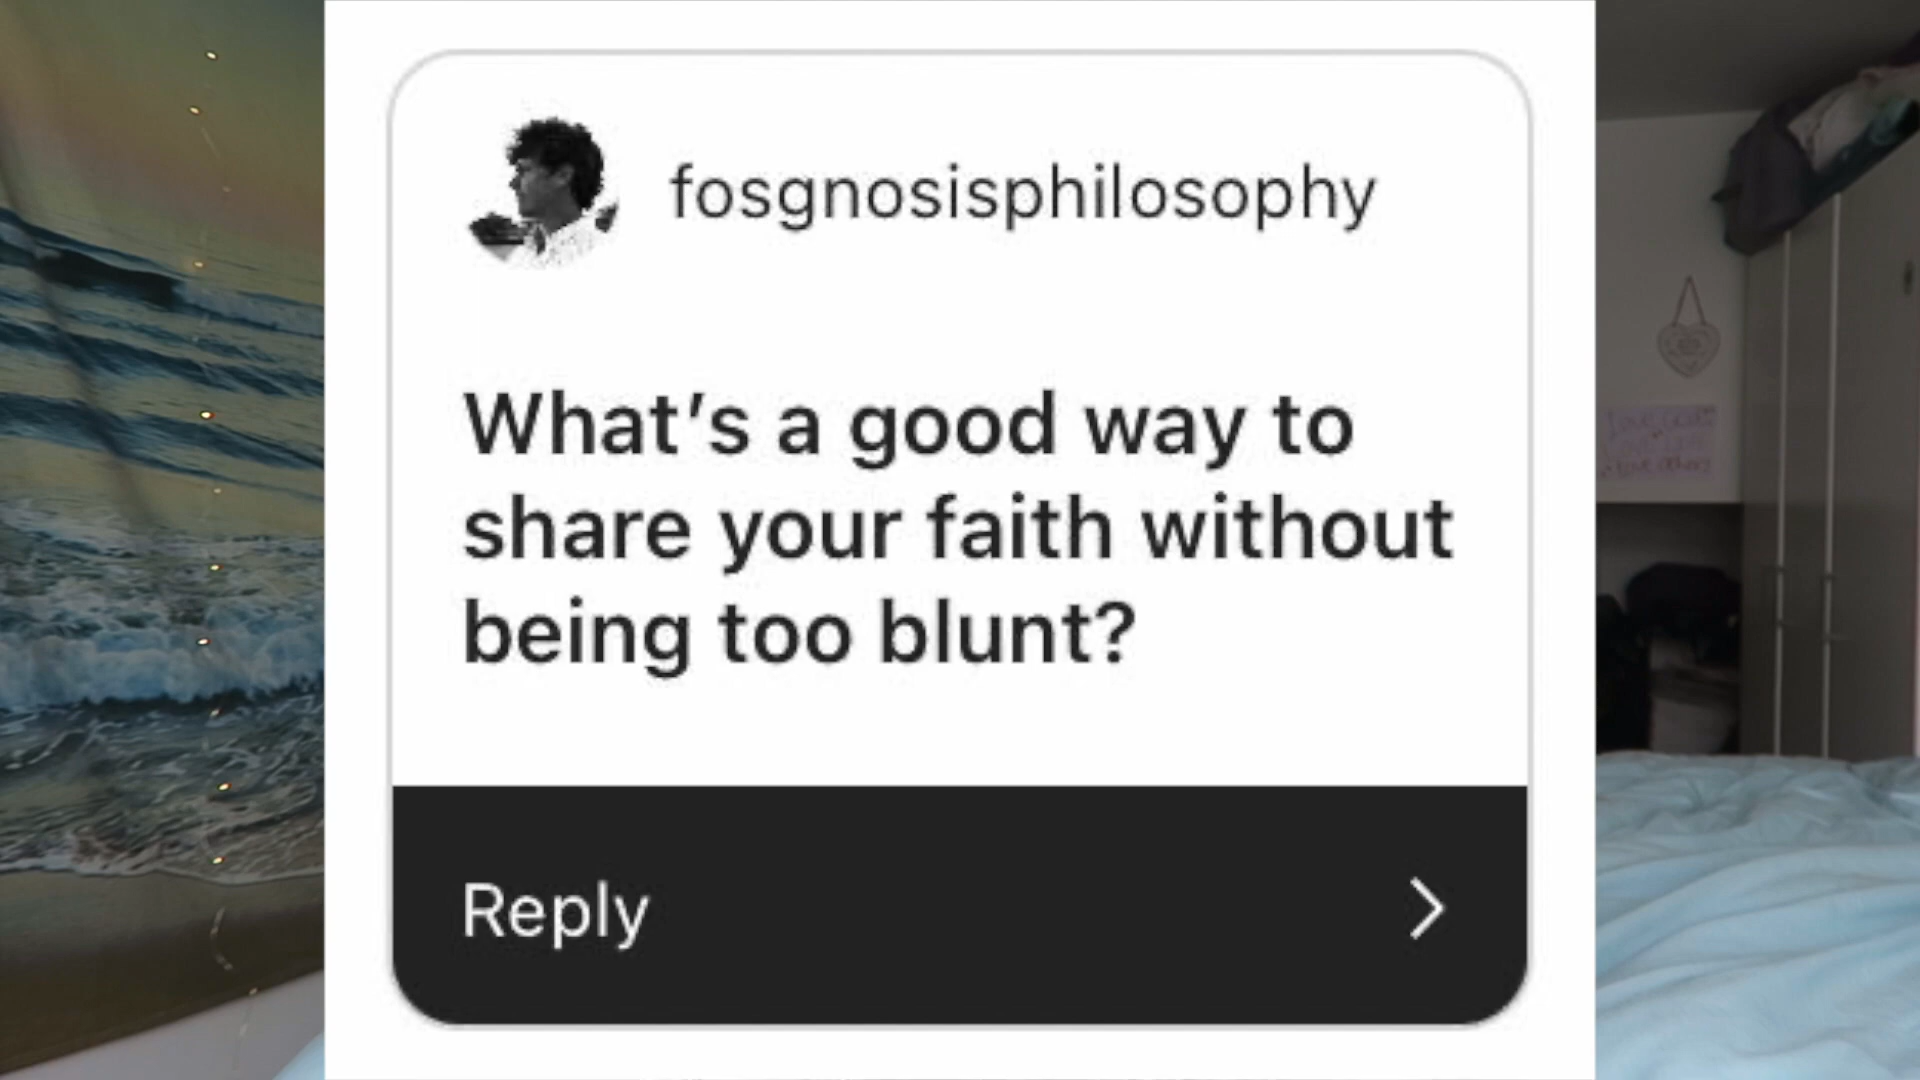 fosgnosisphilosophy
What's a good way to
share your faith without
being too blunt?
Reply